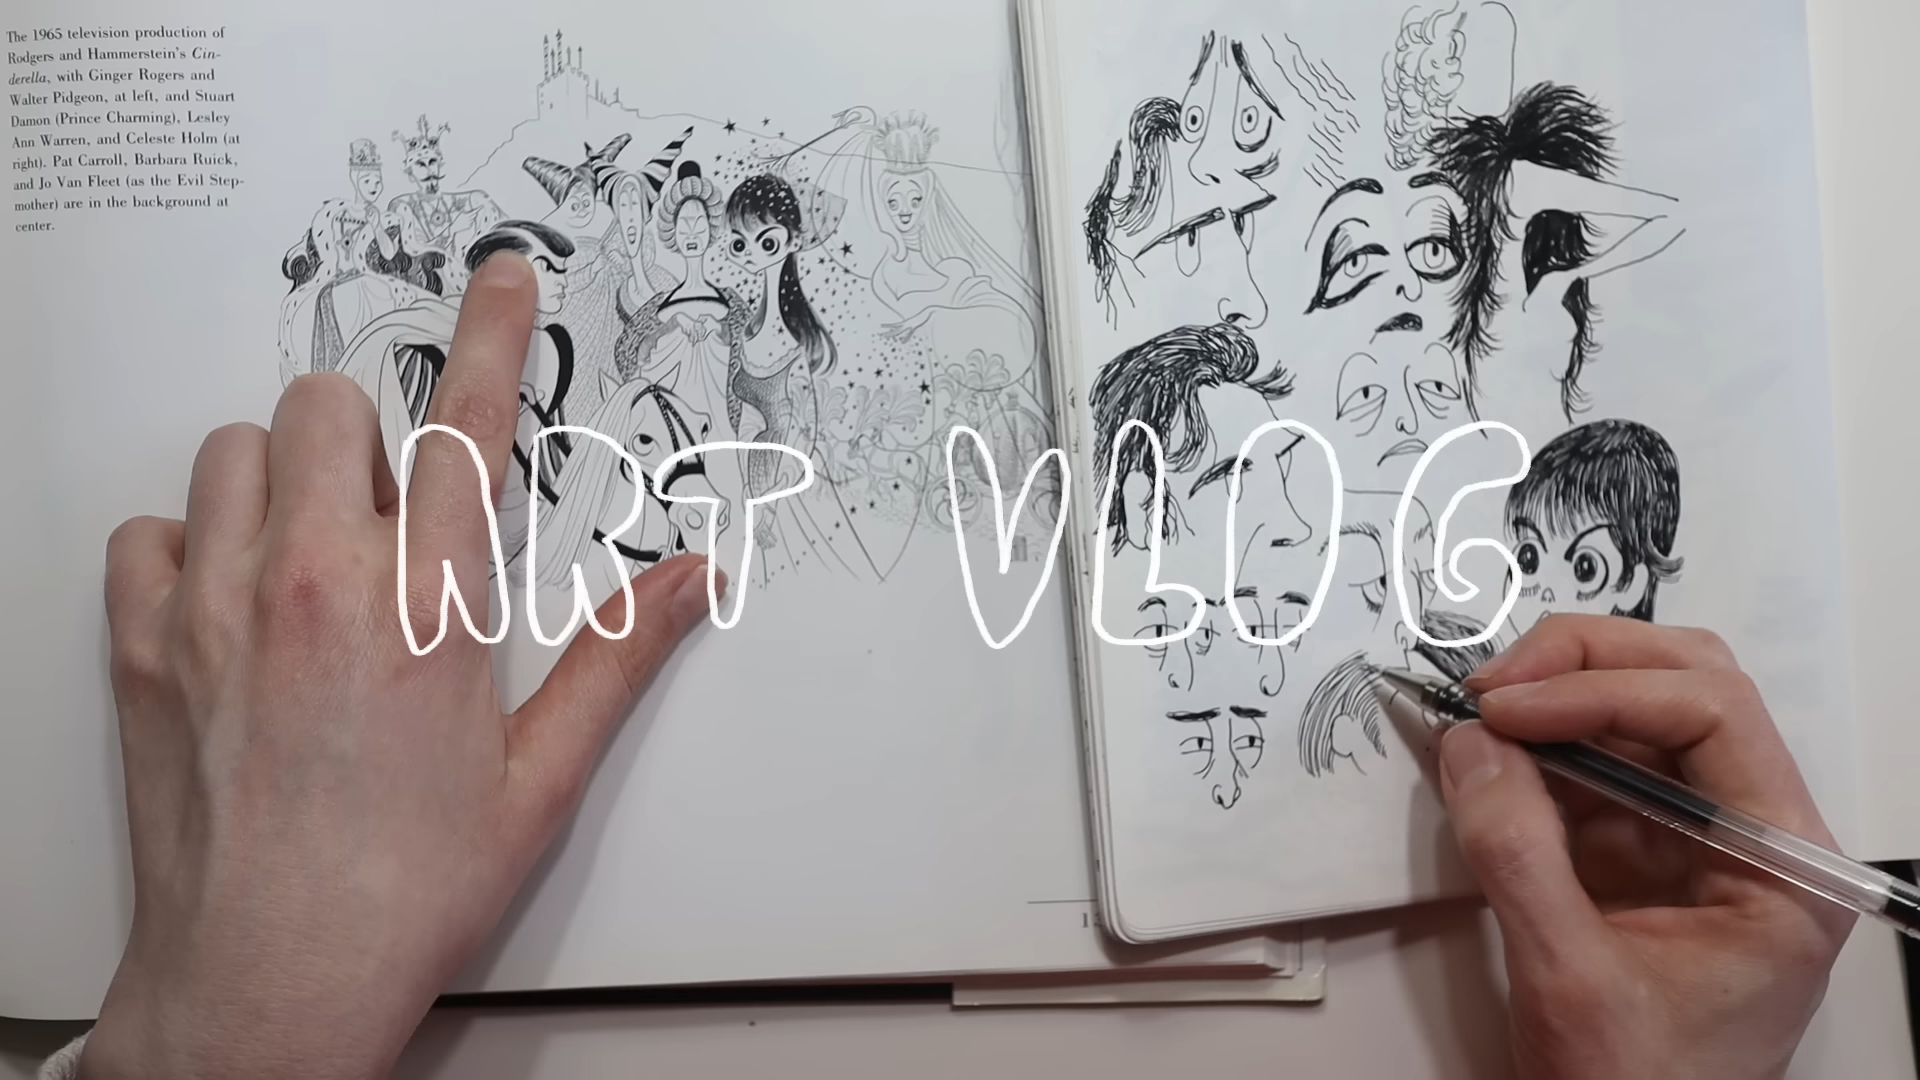 The 1965 television production of
Rodgers and Hammerstein's Cin-
derella, with Ginger Rogers and
Walter Pidgeon, at left, and Stuart
Damon (Prince Charming), Lesley
Ann Warren, and Celeste Holm (at
right). Pat Carroll, Barbara Ruick,
and Jo Van Fleet (as the Evil Step-
mother) are in the background at
center.
ART VLOG